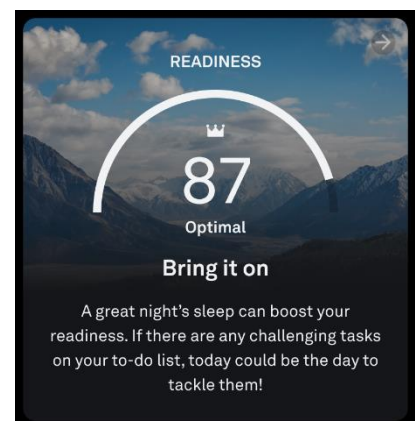 READINESS
87
Optimal
Bring it on
A great night's sleep can boost your
readiness. If there are any challenging tasks
on your to-do list, today could be the day to
tackle them!